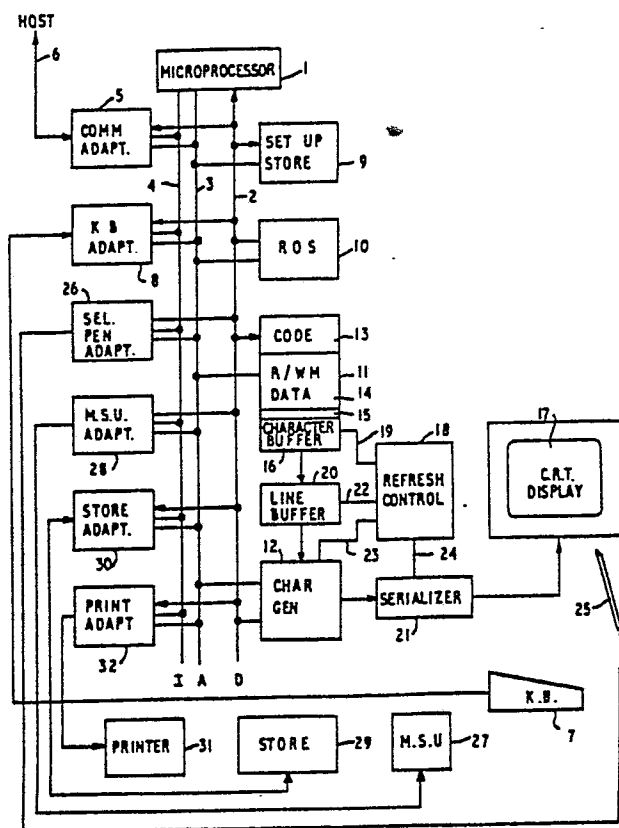 HOST
6
MICROPROCESSOR
1
5
COMM
ADAPT.
4
3
2
SET UP
STORE
9
K B
ADAPT.
8
ROS
10
26
SEL.
PEN
ADAPT.
CODE
13
R/WM
DATA
11
14
15
CHARACTER
BUFFER
16
19
18
REFRESH
CONTROL
17
C.R.T.
DISPLAY
M.S.U.
ADAPT.
28
20
LINE
BUFFER
22
STORE
ADAPT.
30
12
CHAR
GEN
23
24
SERIALIZER
21
25
PRINT
ADAPT
32
I A D
K.B.
7
PRINTER
31
STORE
29
M.S.U
27